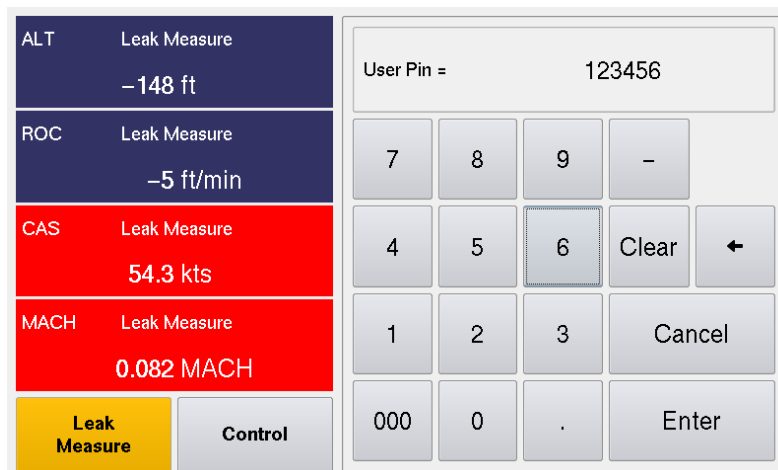 ALT Leak Measure
–148 ft
ROC Leak Measure
–5 ft/min
CAS Leak Measure
54.3 kts
MACH Leak Measure
0.082 MACH
Leak
Measure
Control
User Pin = 123456
7 8 9 –
4 5 6 Clear ←
1 2 3 Cancel
000 0 . Enter